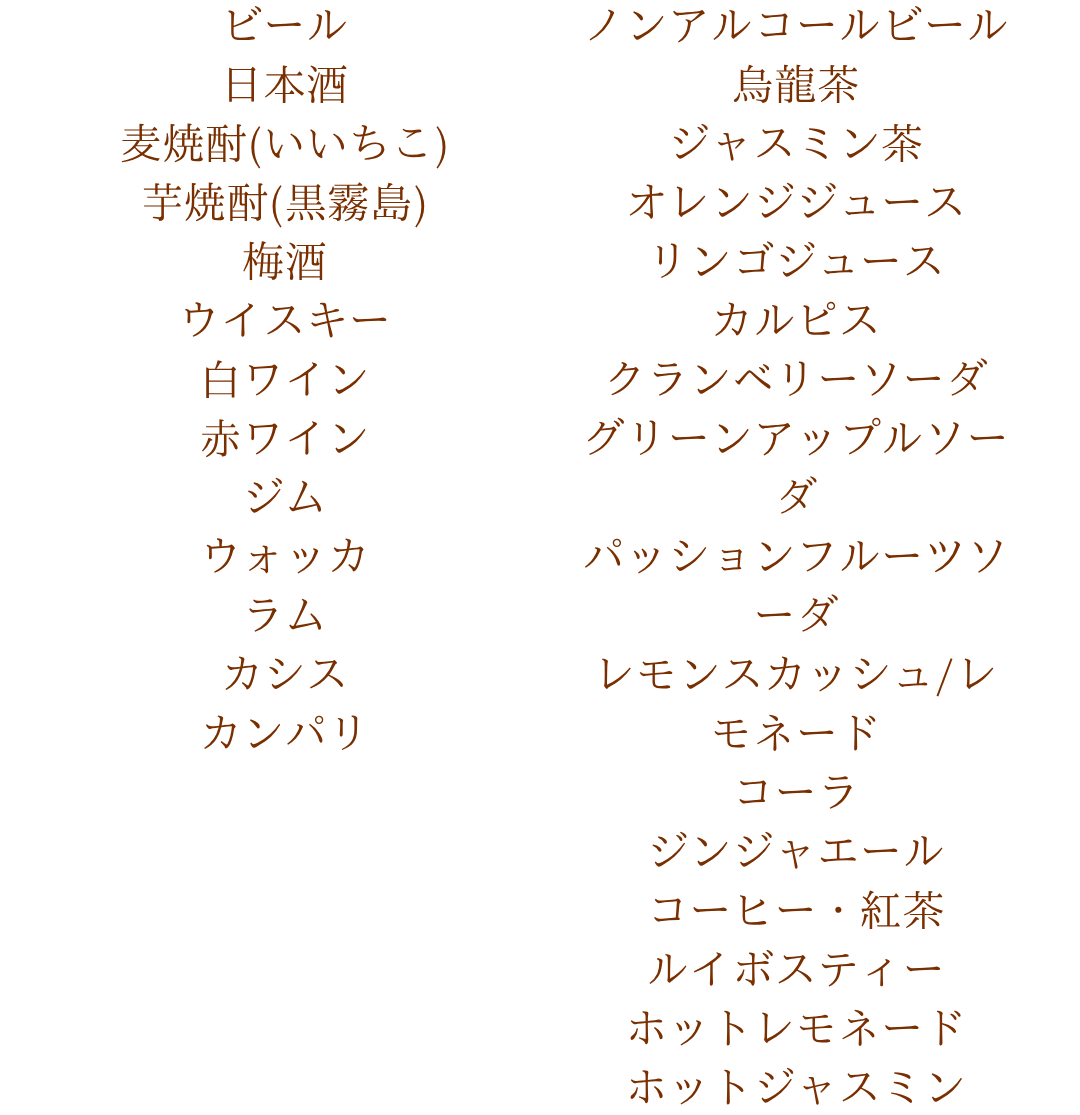 ビール
日本酒
麦焼酎(いいちこ)
芋焼酎(黒霧島)
梅酒
ウイスキー
白ワイン
赤ワイン
ジム
ウォッカ
ラム
カシス
カンパリ
ノンアルコールビール
烏龍茶
ジャスミン茶
オレンジジュース
リンゴジュース
カルピス
クランベリーソーダ
グリーンアップルソー
ダ
パッションフルーツソ
ーダ
レモンスカッシュ/レ
モネード
コーラ
ジンジャエール
コーヒー・紅茶
ルイボスティー
ホットレモネード
ホットジャスミン